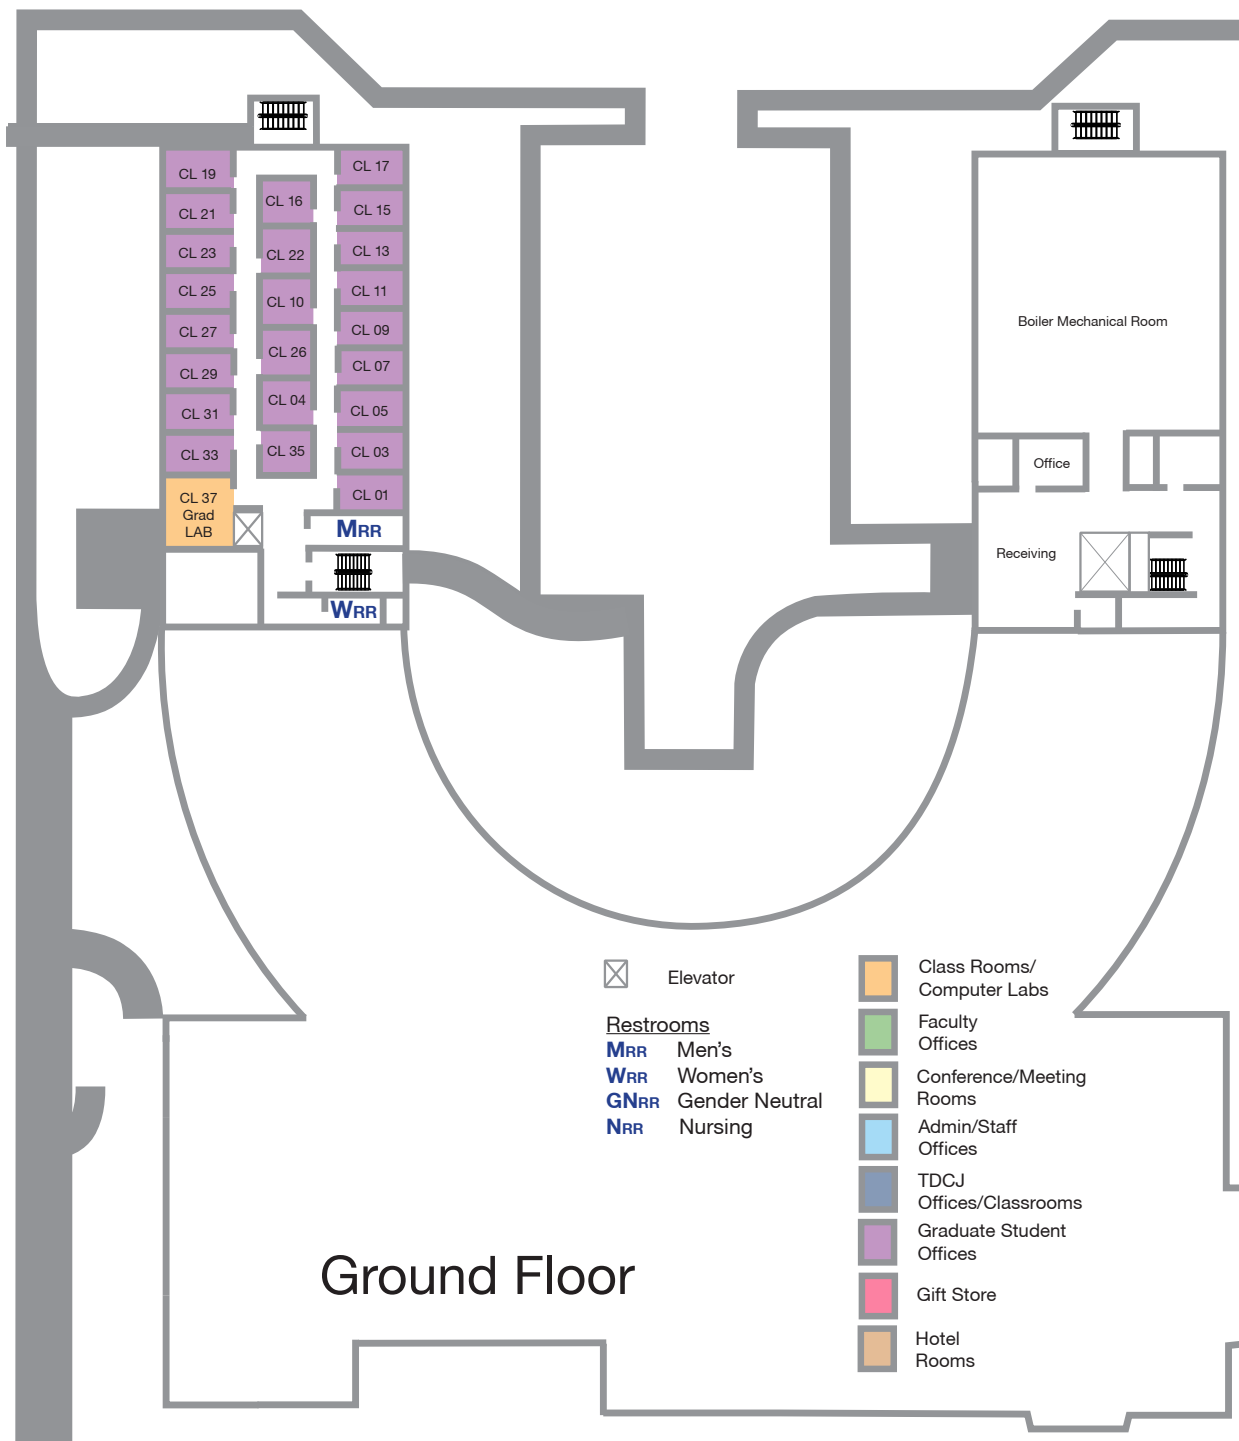 CL 19
CL 21
CL 23
CL 25
CL 27
CL 29
CL 31
CL 33
CL 37
Grad
LAB
CL 16
CL 22
CL 10
CL 26
CL 04
CL 35
CL 17
CL 15
CL 13
CL 11
CL 09
CL 07
CL 05
CL 03
CL 01
MRR
WRR
Boiler Mechanical Room
Office
Receiving
Elevator
Restrooms
MRR Men's
WRR Women's
GNRR Gender Neutral
NRR Nursing
Class Rooms/
Computer Labs
Faculty
Offices
Conference/Meeting
Rooms
Admin/Staff
Offices
TDCJ
Offices/Classrooms
Graduate Student
Offices
Gift Store
Hotel
Rooms
Ground Floor